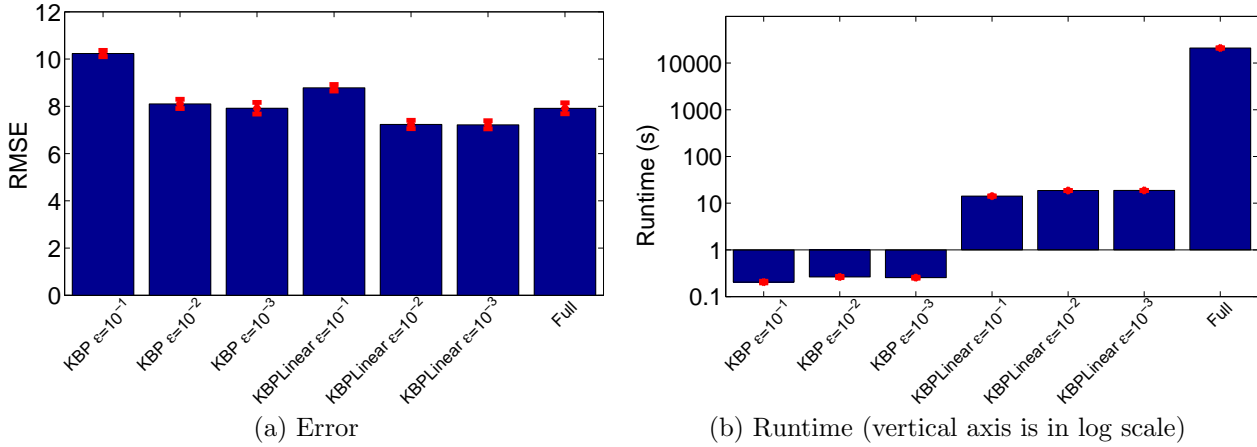 RMSE
12
10
8
6
4
2
0
KBP ε=10⁻¹
KBP ε=10⁻²
KBP ε=10⁻³
KBPLinear ε=10⁻¹
KBPLinear ε=10⁻²
KBPLinear ε=10⁻³
Full
(a) Error
Runtime (s)
10000
1000
100
10
1
0.1
KBP ε=10⁻¹
KBP ε=10⁻²
KBP ε=10⁻³
KBPLinear ε=10⁻¹
KBPLinear ε=10⁻²
KBPLinear ε=10⁻³
Full
(b) Runtime (vertical axis is in log scale)